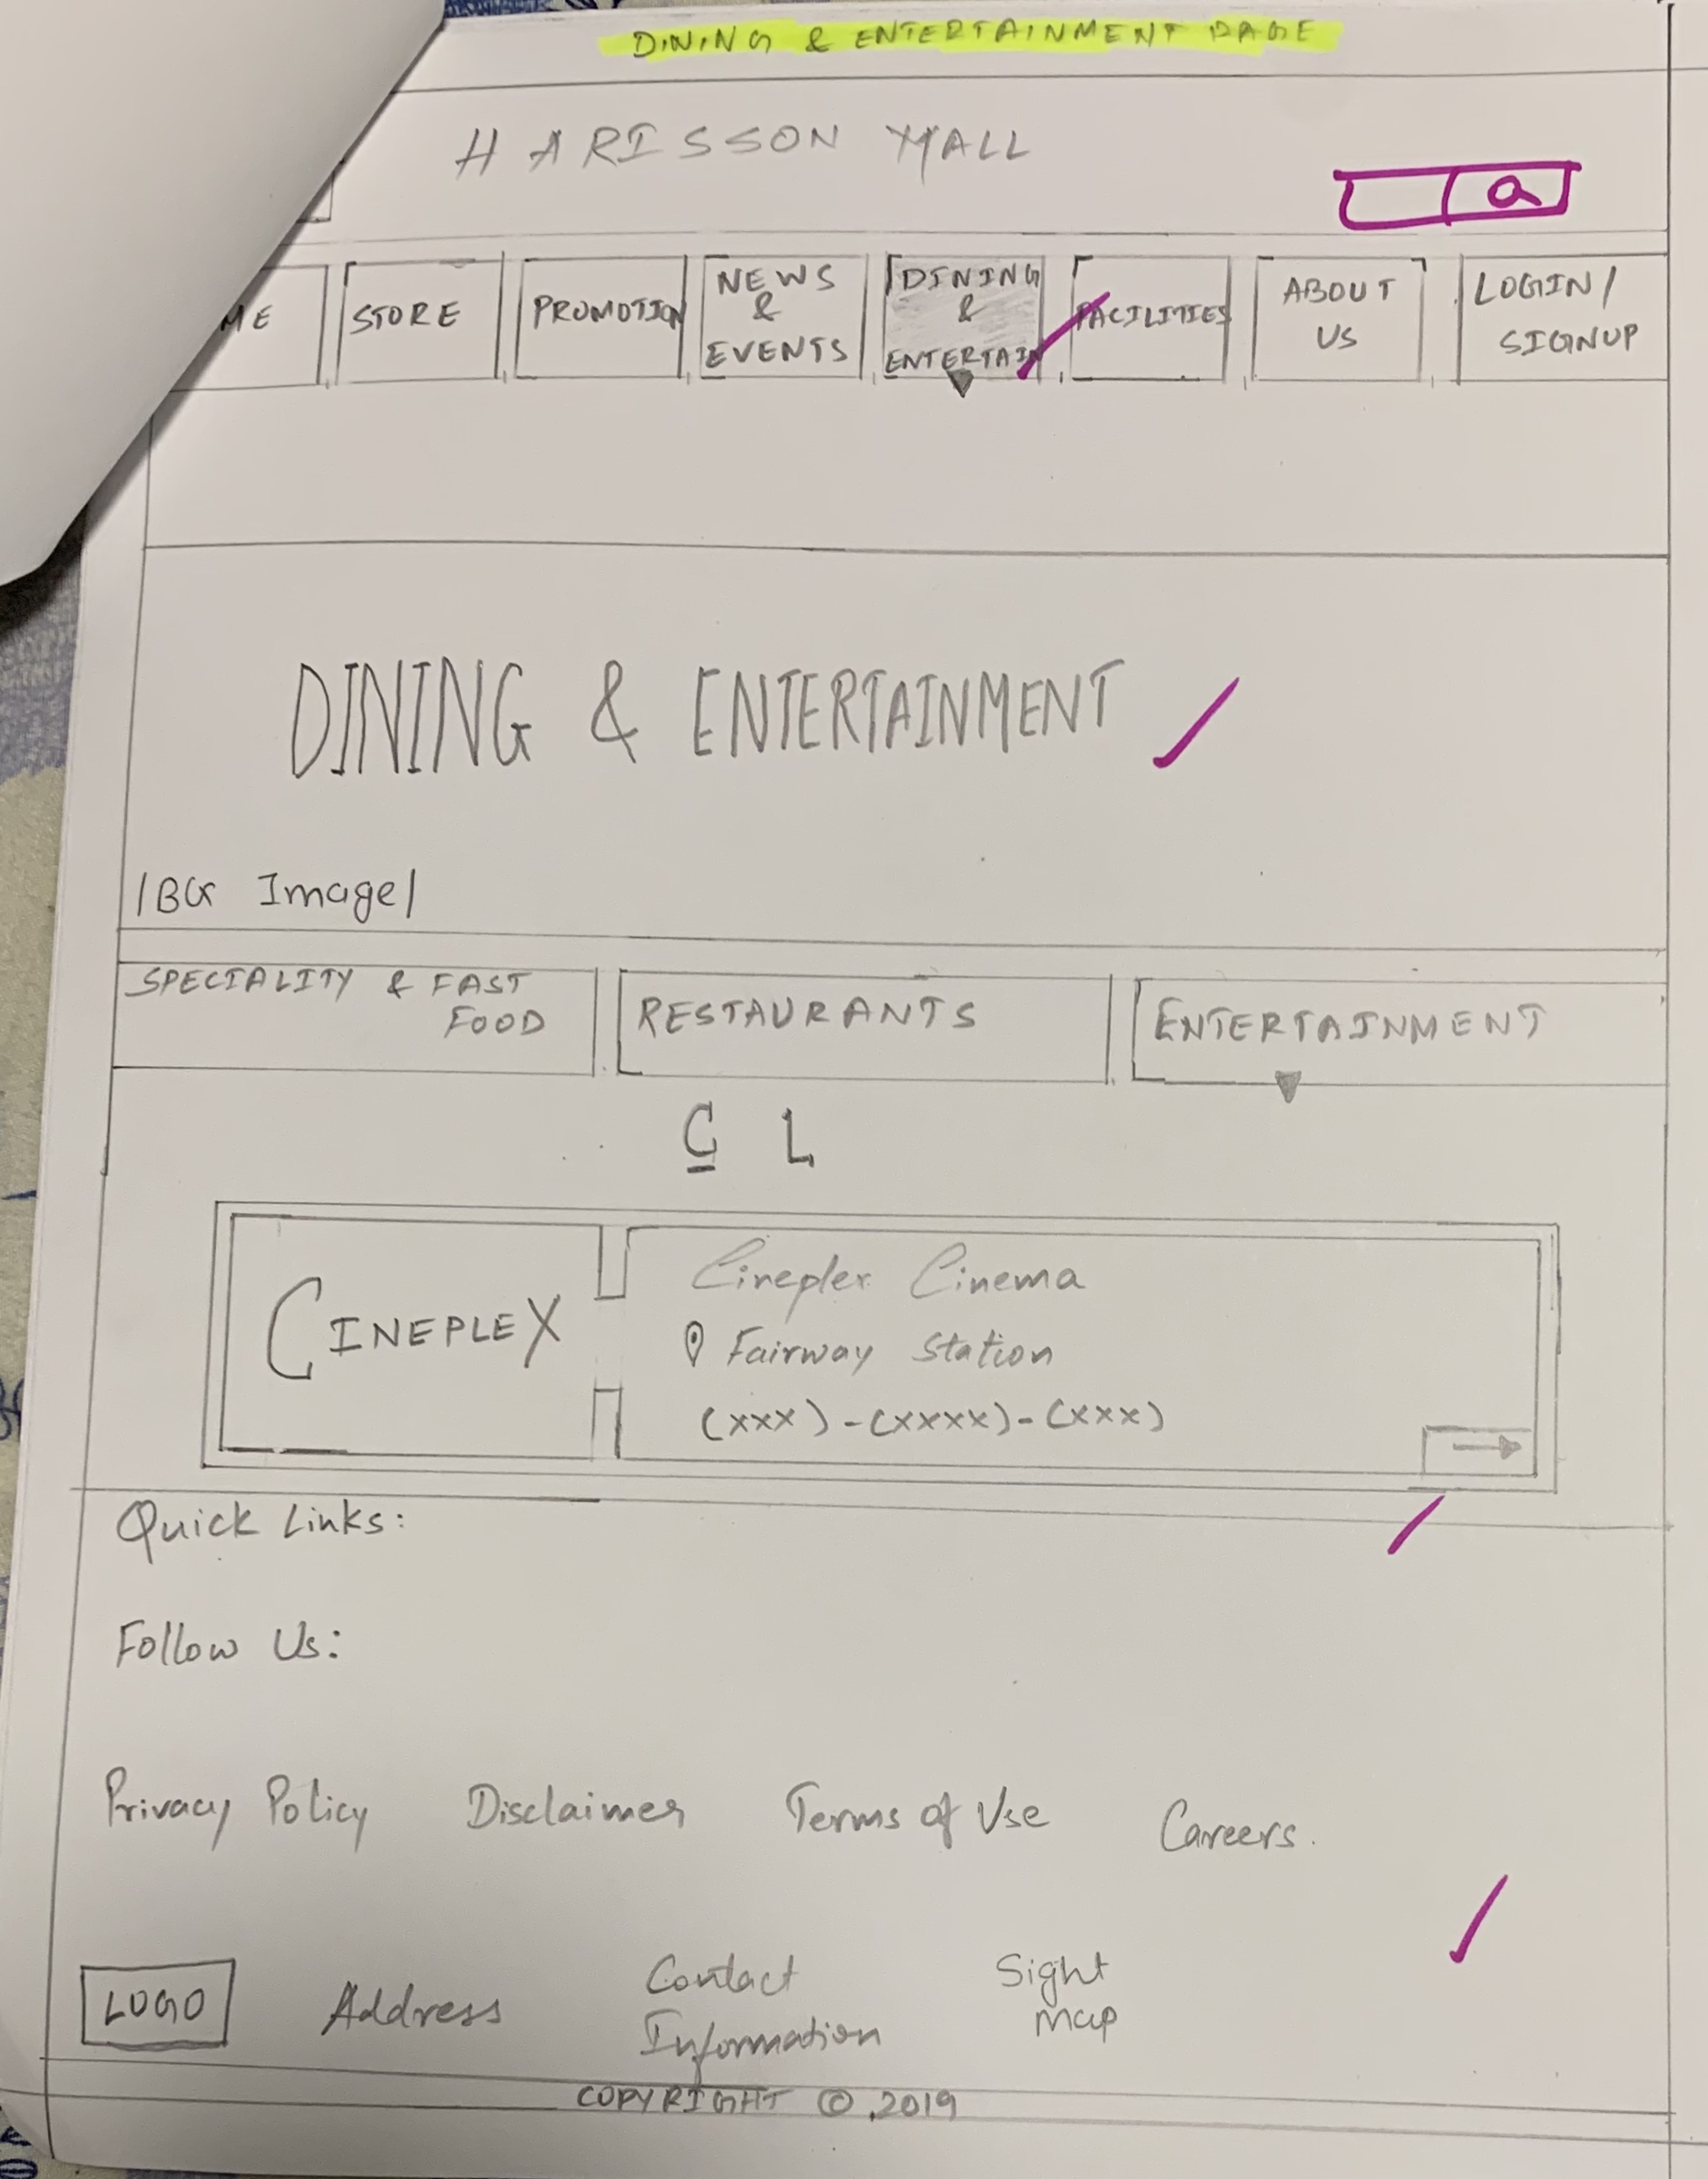 DINING & ENTERTAINMENT PAGE
HARISSON MALL
ME
STORE
PROMOTION
NEWS
&
EVENTS
DINING
&
ENTERTAIN
FACILITIES
ABOUT
US
LOGIN/
SIGNUP
DINING & ENTERTAINMENT
/BG Image/
SPECIALITY & FAST
FOOD
RESTAURANTS
ENTERTAINMENT
C L
CINEPLEX
Cineplex Cinema
Fairway Station
(xxx)-(xxxx)-(xxx)
Quick Links:
Follow Us:
Privacy Policy Disclaimer Terms of Use Careers.
LOGO
Address
Contact
Information
Sight
Map
COPYRIGHT © 2019